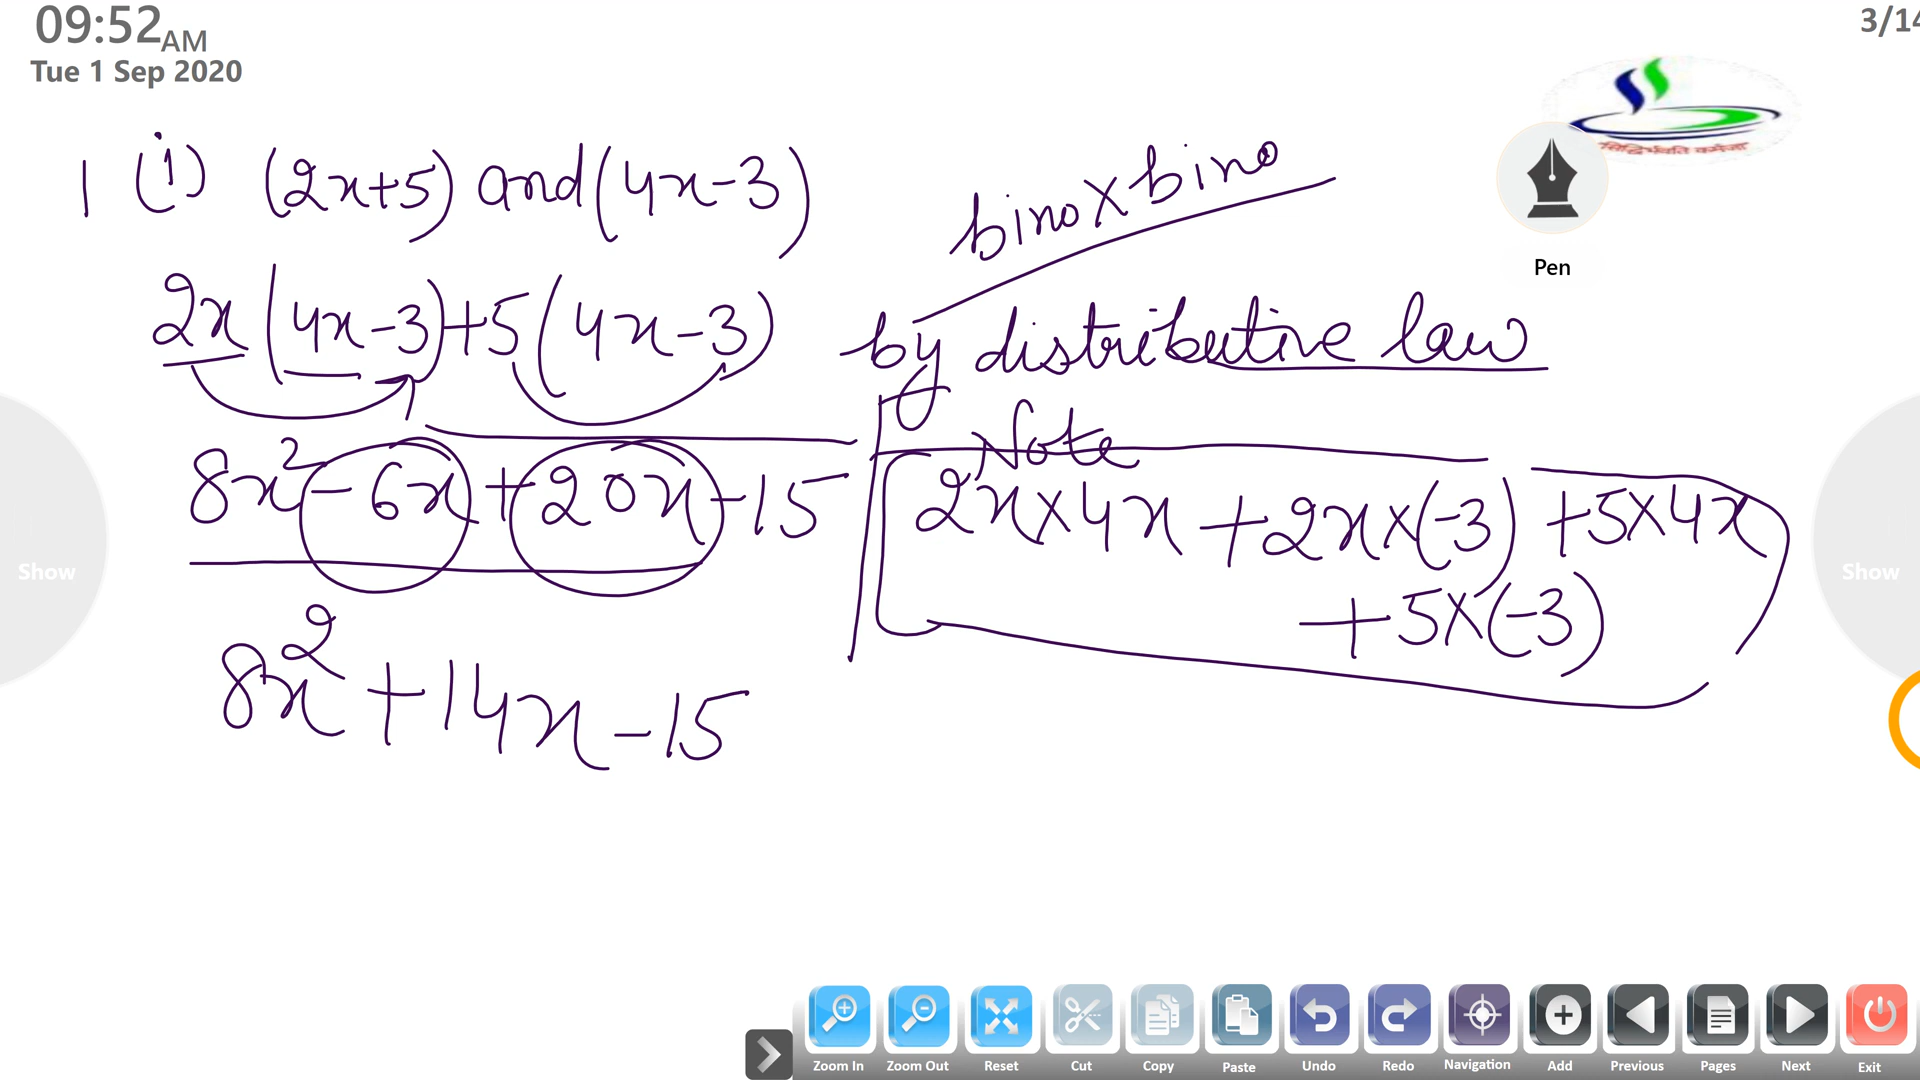 09:52AM
Tue 1 Sep 2020
3/14
1 (i) (2x+5) and (4x-3)
bino×bino
Pen
2x(4x-3)+5(4x-3) by distributive law
Note
8x²-6x+20x-15
2x×4x+2x×(-3)+5×4x
+5×(-3)
8x²+14x-15
Show
Show
Zoom In Zoom Out Reset Cut Copy Paste Undo Redo Navigation Add Previous Pages Next Exit